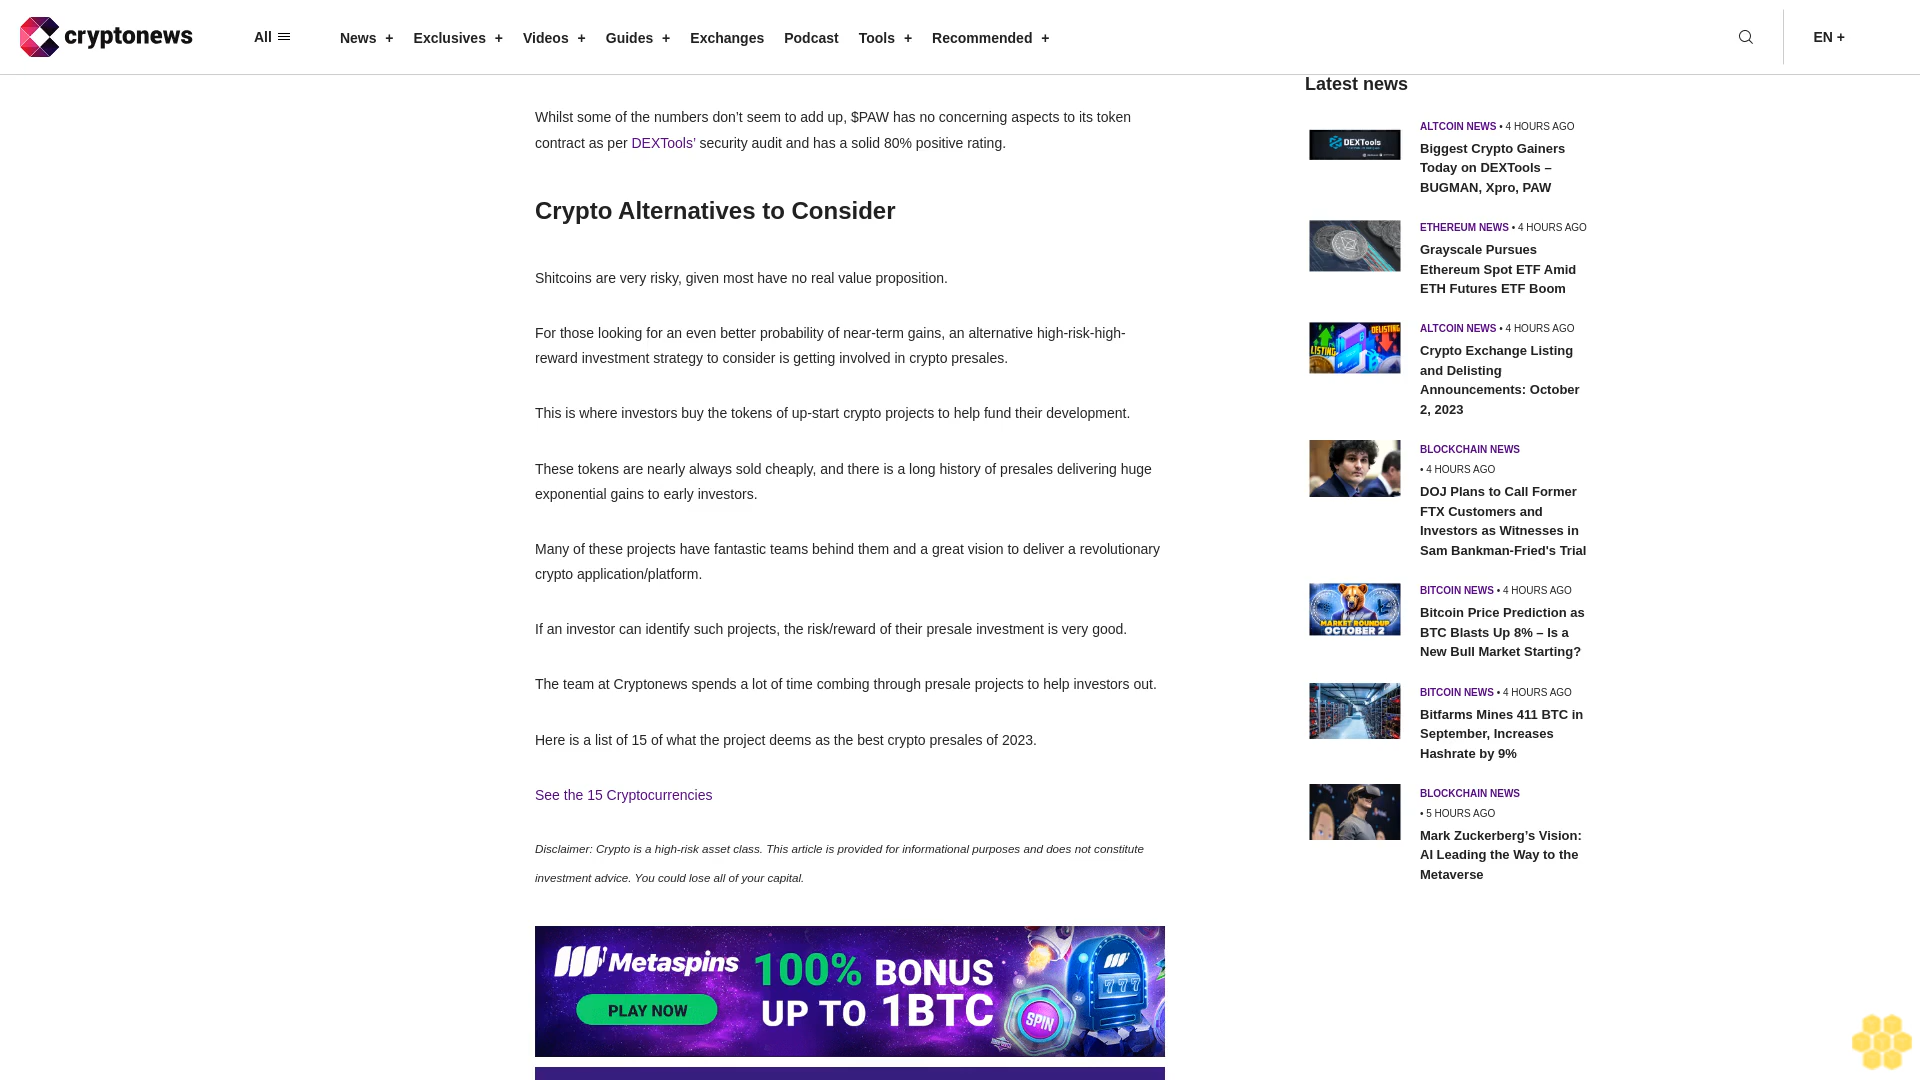 cryptonews
All
News +
Exclusives +
Videos +
Guides +
Exchanges
Podcast
Tools +
Recommended +
EN +
Whilst some of the numbers don’t seem to add up, $PAW has no concerning aspects to its token
contract as per DEXTools’ security audit and has a solid 80% positive rating.
Crypto Alternatives to Consider
Shitcoins are very risky, given most have no real value proposition.
For those looking for an even better probability of near-term gains, an alternative high-risk-high-
reward investment strategy to consider is getting involved in crypto presales.
This is where investors buy the tokens of up-start crypto projects to help fund their development.
These tokens are nearly always sold cheaply, and there is a long history of presales delivering huge
exponential gains to early investors.
Many of these projects have fantastic teams behind them and a great vision to deliver a revolutionary
crypto application/platform.
If an investor can identify such projects, the risk/reward of their presale investment is very good.
The team at Cryptonews spends a lot of time combing through presale projects to help investors out.
Here is a list of 15 of what the project deems as the best crypto presales of 2023.
See the 15 Cryptocurrencies
Disclaimer: Crypto is a high-risk asset class. This article is provided for informational purposes and does not constitute
investment advice. You could lose all of your capital.
Metaspins
PLAY NOW
100% BONUS
UP TO 1BTC
777
SPIN
Latest news
DEXTools
ALTCOIN NEWS • 4 HOURS AGO
Biggest Crypto Gainers
Today on DEXTools –
BUGMAN, Xpro, PAW
ETHEREUM NEWS • 4 HOURS AGO
Grayscale Pursues
Ethereum Spot ETF Amid
ETH Futures ETF Boom
LISTING
DELISTING
ALTCOIN NEWS • 4 HOURS AGO
Crypto Exchange Listing
and Delisting
Announcements: October
2, 2023
BLOCKCHAIN NEWS
• 4 HOURS AGO
DOJ Plans to Call Former
FTX Customers and
Investors as Witnesses in
Sam Bankman-Fried's Trial
MARKET ROUNDUP
OCTOBER 2
BITCOIN NEWS • 4 HOURS AGO
Bitcoin Price Prediction as
BTC Blasts Up 8% – Is a
New Bull Market Starting?
BITCOIN NEWS • 4 HOURS AGO
Bitfarms Mines 411 BTC in
September, Increases
Hashrate by 9%
BLOCKCHAIN NEWS
• 5 HOURS AGO
Mark Zuckerberg’s Vision:
AI Leading the Way to the
Metaverse